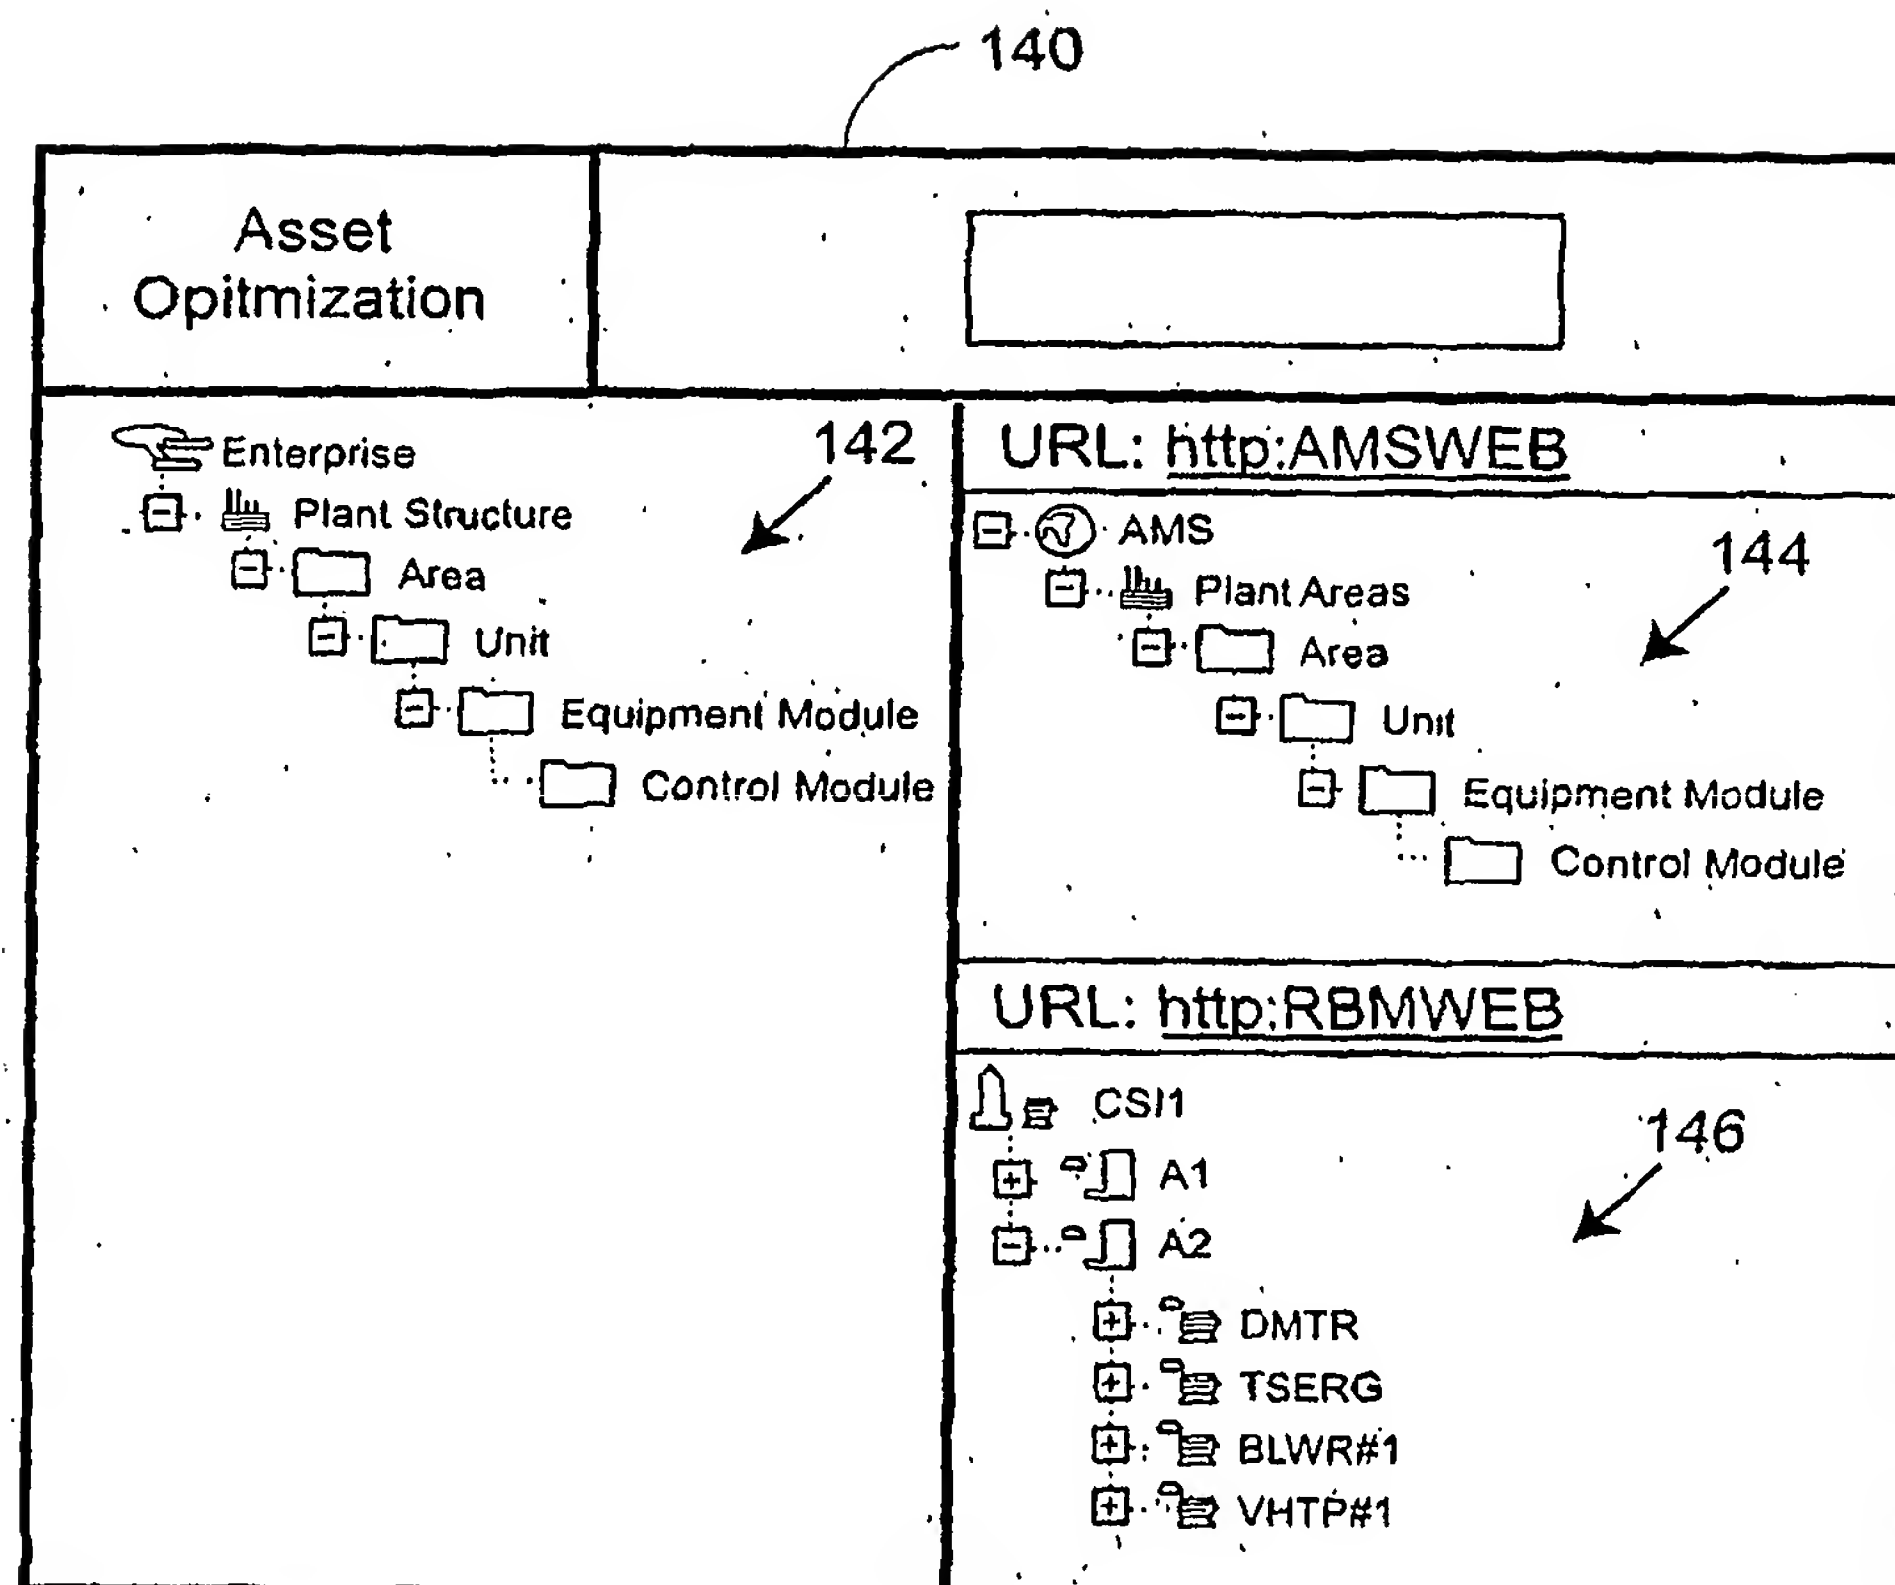 140
Asset
Opitmization
Enterprise
Plant Structure
Area
Unit
Equipment Module
Control Module
142
URL: http:AMSWEB
AMS
Plant Areas
Area
Unit
Equipment Module
Control Module
144
URL: http:RBMWEB
CSI1
A1
A2
DMTR
TSERG
BLWR#1
VHTP#1
146